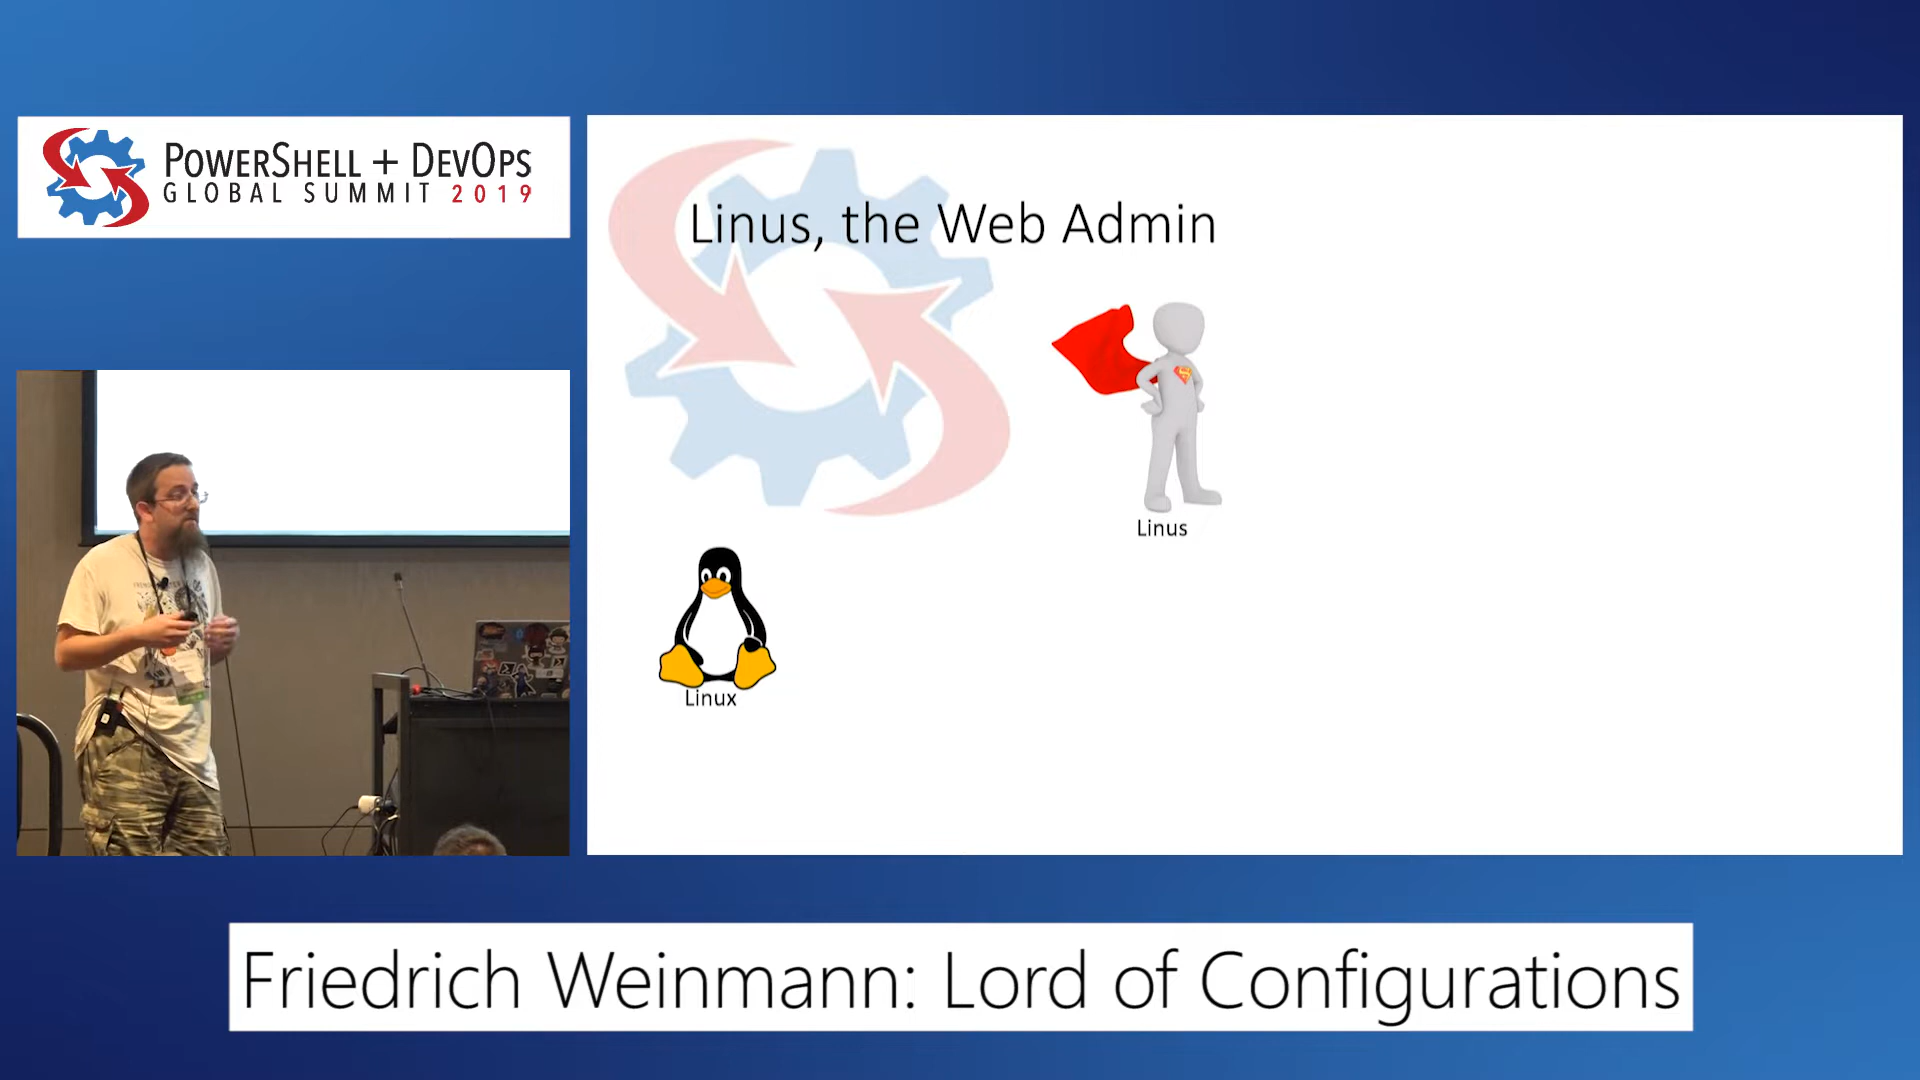 POWERSHELL + DEVOPS
GLOBAL SUMMIT 2019
Linus, the Web Admin
Linus
Linux
Friedrich Weinmann: Lord of Configurations